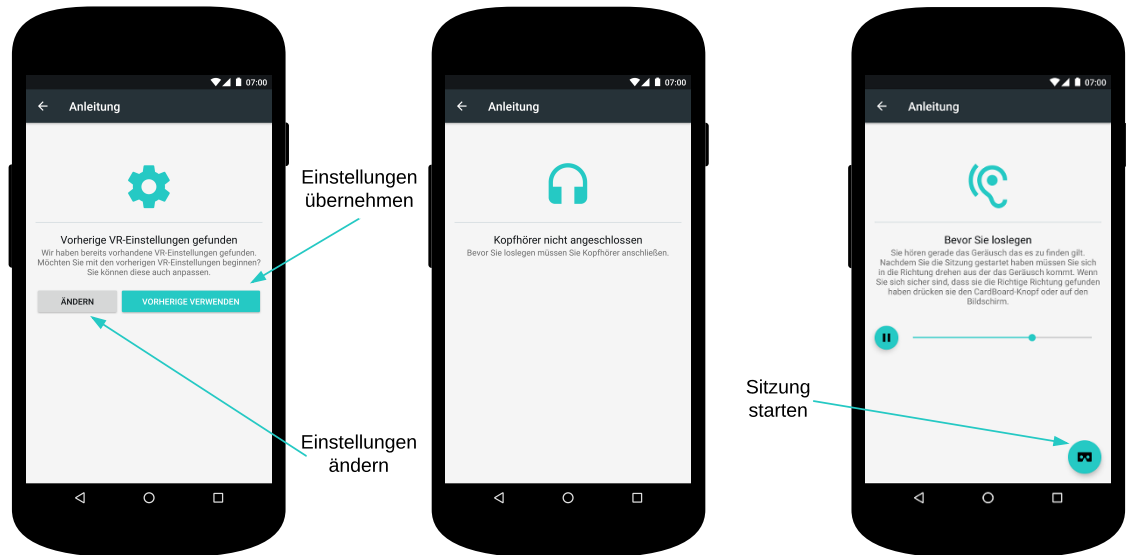 07:00
Anleitung
Vorherige VR-Einstellungen gefunden
Wir haben bereits vorhandene VR-Einstellungen gefunden.
Möchten Sie mit den vorherigen VR-Einstellungen beginnen?
Sie können diese auch anpassen.
ÄNDERN
VORHERIGE VERWENDEN
Einstellungen
übernehmen
Einstellungen
ändern
07:00
Anleitung
Kopfhörer nicht angeschlossen
Bevor Sie loslegen müssen Sie Kopfhörer anschließen.
07:00
Anleitung
Bevor Sie loslegen
Sie hören gerade das Geräusch das es zu finden gilt.
Nachdem Sie die Sitzung gestartet haben müssen Sie sich
in die Richtung drehen aus der das Geräusch kommt. Wenn
Sie sich sicher sind, dass sie die Richtige Richtung gefunden
haben drücken sie den CardBoard-Knopf oder auf den
Bildschirm.
Sitzung
starten